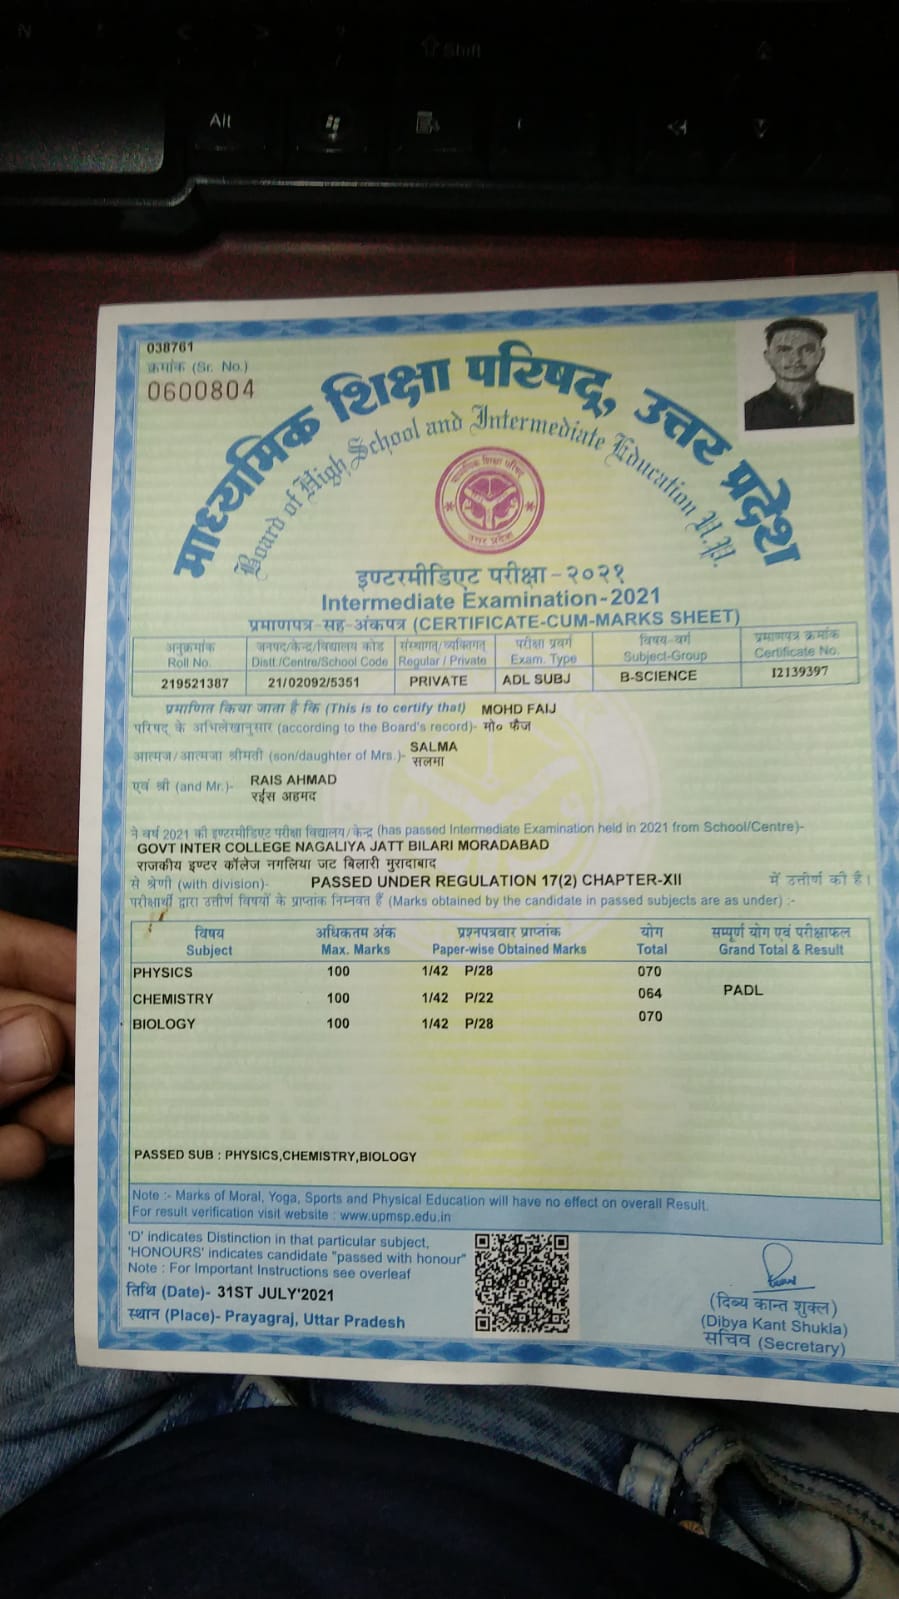 Shift
Alt
038761
क्रमांक (Sr. No.)
0600804
माध्यमिक शिक्षा परिषद्, उत्तर प्रदेश
Board of High School and Intermediate Education U.P.
माध्यमिक शिक्षा परिषद्
उत्तर प्रदेश
इण्टरमीडिएट परीक्षा-२०२१
Intermediate Examination-2021
प्रमाणपत्र-सह-अंकपत्र (CERTIFICATE-CUM-MARKS SHEET)
अनुक्रमांक जनपद/केन्द्र/विद्यालय कोड संस्थागत/व्यक्तिगत परीक्षा प्रवर्ग विषय-वर्ग प्रमाणपत्र क्रमांक
Roll No. Distt./Centre/School Code Regular / Private Exam. Type Subject-Group Certificate No.
219521387 21/02092/5351 PRIVATE ADL SUBJ B-SCIENCE I2139397
प्रमाणित किया जाता है कि (This is to certify that) MOHD FAIJ
परिषद के अभिलेखानुसार (according to the Board's record)- मो० फैज
आत्मज/आत्मजा श्रीमती (son/daughter of Mrs.)- SALMA
सलमा
एवं श्री (and Mr.)- RAIS AHMAD
रईस अहमद
ने वर्ष 2021 की इण्टरमीडिएट परीक्षा विद्यालय/केन्द्र (has passed Intermediate Examination held in 2021 from School/Centre)-
GOVT INTER COLLEGE NAGALIYA JATT BILARI MORADABAD
राजकीय इण्टर कॉलेज नगलिया जट बिलारी मुरादाबाद
से श्रेणी (with division)- PASSED UNDER REGULATION 17(2) CHAPTER-XII में उत्तीर्ण की है।
परीक्षार्थी द्वारा उत्तीर्ण विषयों के प्राप्तांक निम्नवत हैं (Marks obtained by the candidate in passed subjects are as under) :-
विषय अधिकतम अंक प्रश्नपत्रवार प्राप्तांक योग सम्पूर्ण योग एवं परीक्षाफल
Subject Max. Marks Paper-wise Obtained Marks Total Grand Total & Result
PHYSICS 100 1/42 P/28 070
CHEMISTRY 100 1/42 P/22 064 PADL
BIOLOGY 100 1/42 P/28 070
PASSED SUB : PHYSICS,CHEMISTRY,BIOLOGY
Note :- Marks of Moral, Yoga, Sports and Physical Education will have no effect on overall Result.
For result verification visit website : www.upmsp.edu.in
'D' indicates Distinction in that particular subject,
'HONOURS' indicates candidate "passed with honour"
Note : For Important Instructions see overleaf
तिथि (Date)- 31ST JULY'2021
स्थान (Place)- Prayagraj, Uttar Pradesh
(दिब्य कान्त शुक्ल)
(Dibya Kant Shukla)
सचिव (Secretary)